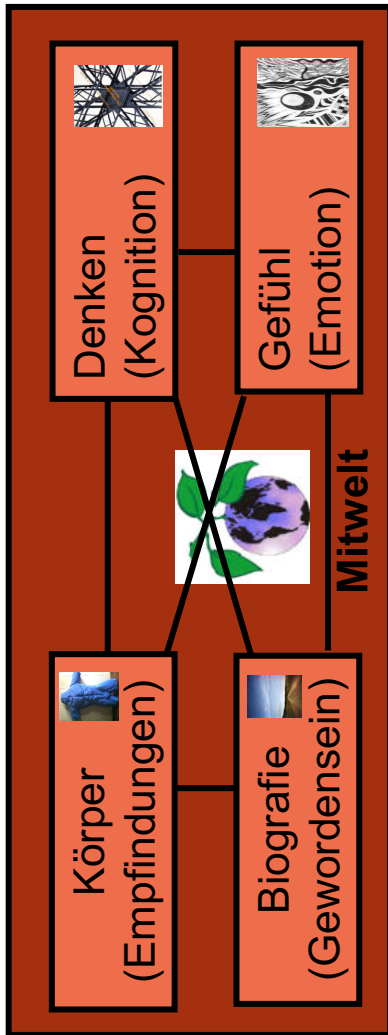 Körper
(Empfindungen)
Denken
(Kognition)
Biografie
(Gewordensein)
Mitwelt
Gefühl
(Emotion)